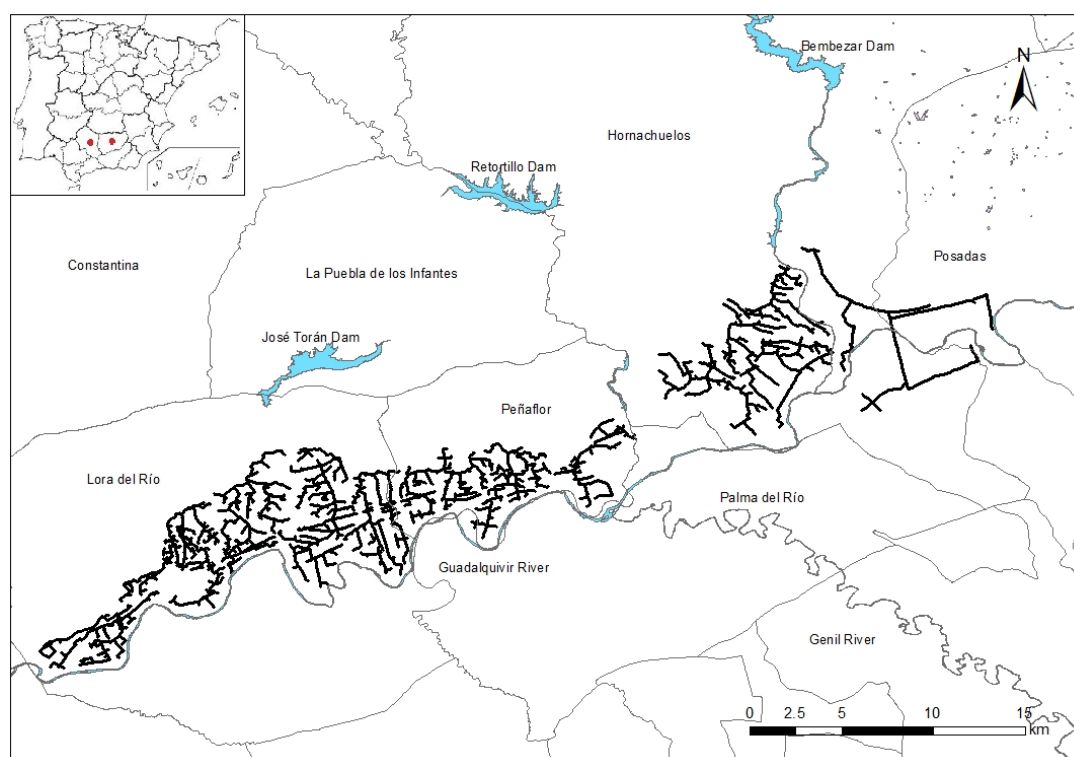 Bembezar Dam
N
Hornachuelos
Retortillo Dam
Constantina
La Puebla de los Infantes
Posadas
José Torán Dam
Peñaflor
Lora del Río
Palma del Río
Guadalquivir River
Genil River
0 2.5 5 10 15
km